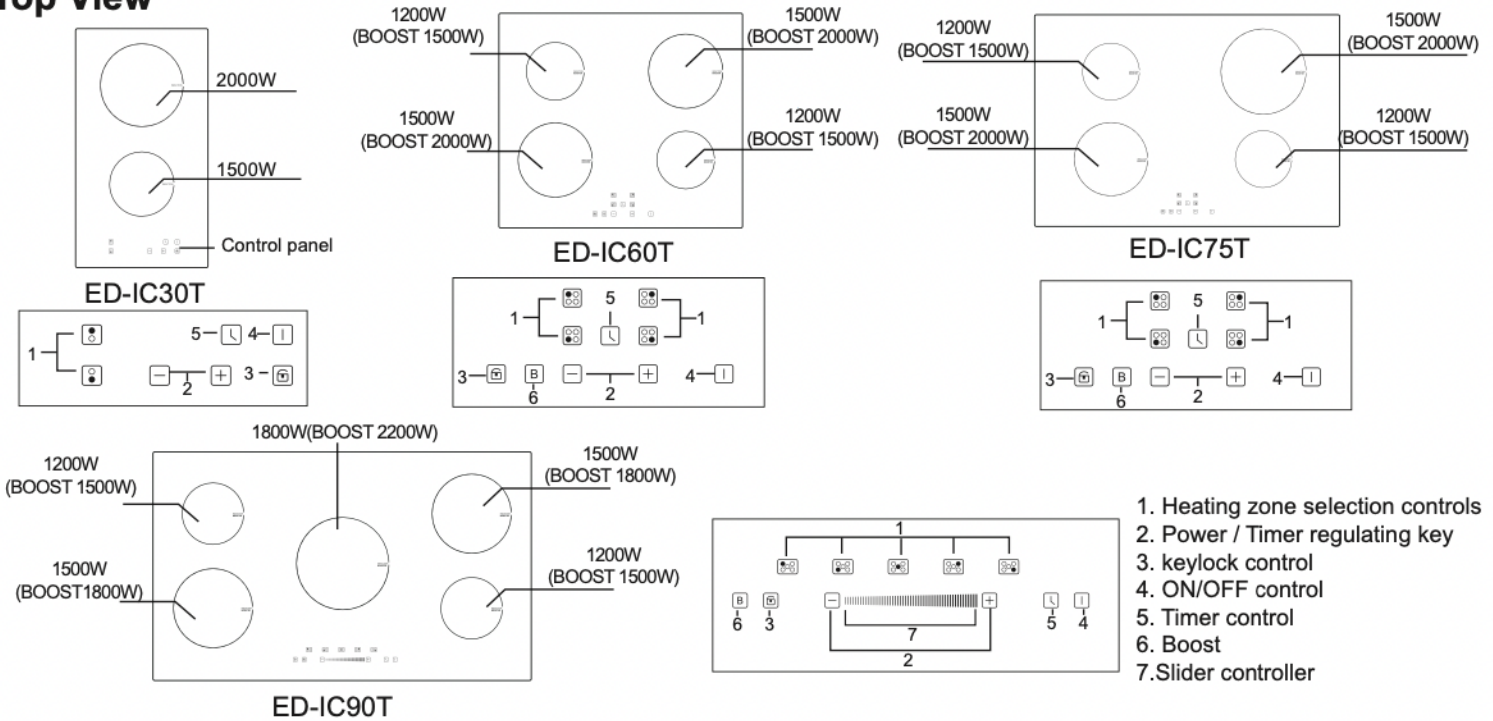 Top View
2000W
1500W
Control panel
ED-IC30T
1
5
4
2
3
1200W
(BOOST 1500W)
1500W
(BOOST 2000W)
1500W
(BOOST 2000W)
1200W
(BOOST 1500W)
ED-IC60T
5
1
1
3
B
6
2
4
1200W
(BOOST 1500W)
1500W
(BOOST 2000W)
1500W
(BOOST 2000W)
1200W
(BOOST 1500W)
ED-IC75T
5
1
1
3
B
6
2
4
1800W(BOOST 2200W)
1200W
(BOOST 1500W)
1500W
(BOOST 1800W)
1500W
(BOOST1800W)
1200W
(BOOST 1500W)
ED-IC90T
1
B
6
3
7
2
5
4
1. Heating zone selection controls
2. Power / Timer regulating key
3. keylock control
4. ON/OFF control
5. Timer control
6. Boost
7.Slider controller